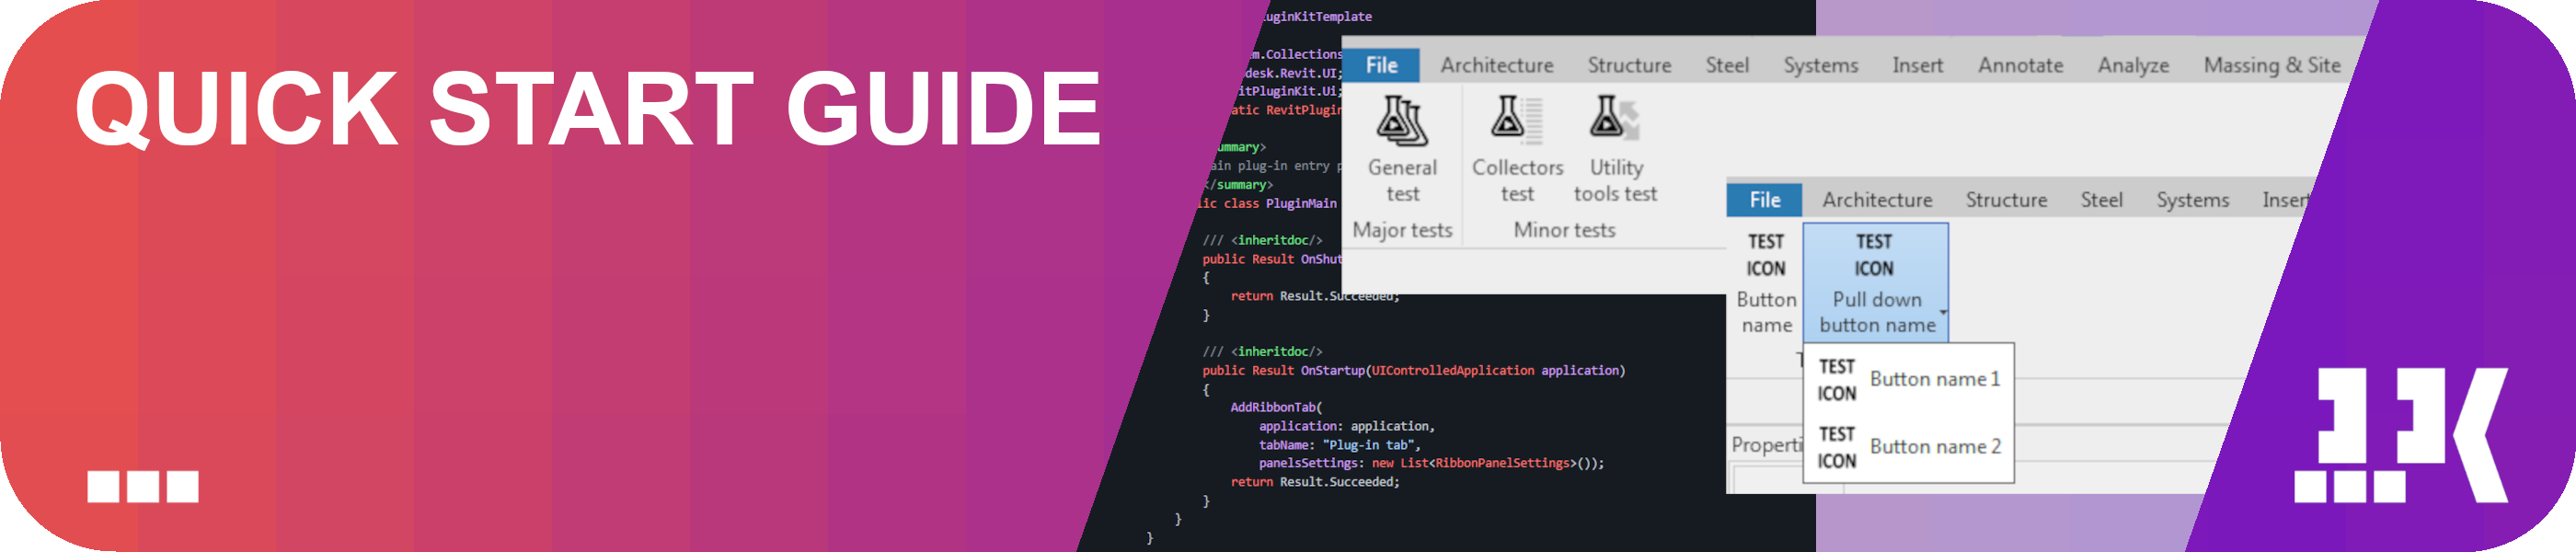 QUICK START GUIDE
uginKitTemplate
m.Collections
desk.Revit.UI;
itPluginKit.Ui;
atic RevitPlugin
ummary>
ain plug-in entry p
</summary>
lic class PluginMain
/// <inheritdoc/>
public Result OnShut
{
return Result.Succeeded;
}
/// <inheritdoc/>
public Result OnStartup(UIControlledApplication application)
{
AddRibbonTab(
application: application,
tabName: "Plug-in tab",
panelsSettings: new List<RibbonPanelSettings>());
return Result.Succeeded;
}
}
}
File Architecture Structure Steel Systems Insert Annotate Analyze Massing & Site
General test
Collectors test
Utility tools test
Major tests
Minor tests
File Architecture Structure Steel Systems Insert
TEST ICON
Button name
TEST ICON
Pull down button name
TEST ICON Button name 1
TEST ICON Button name 2
Properti